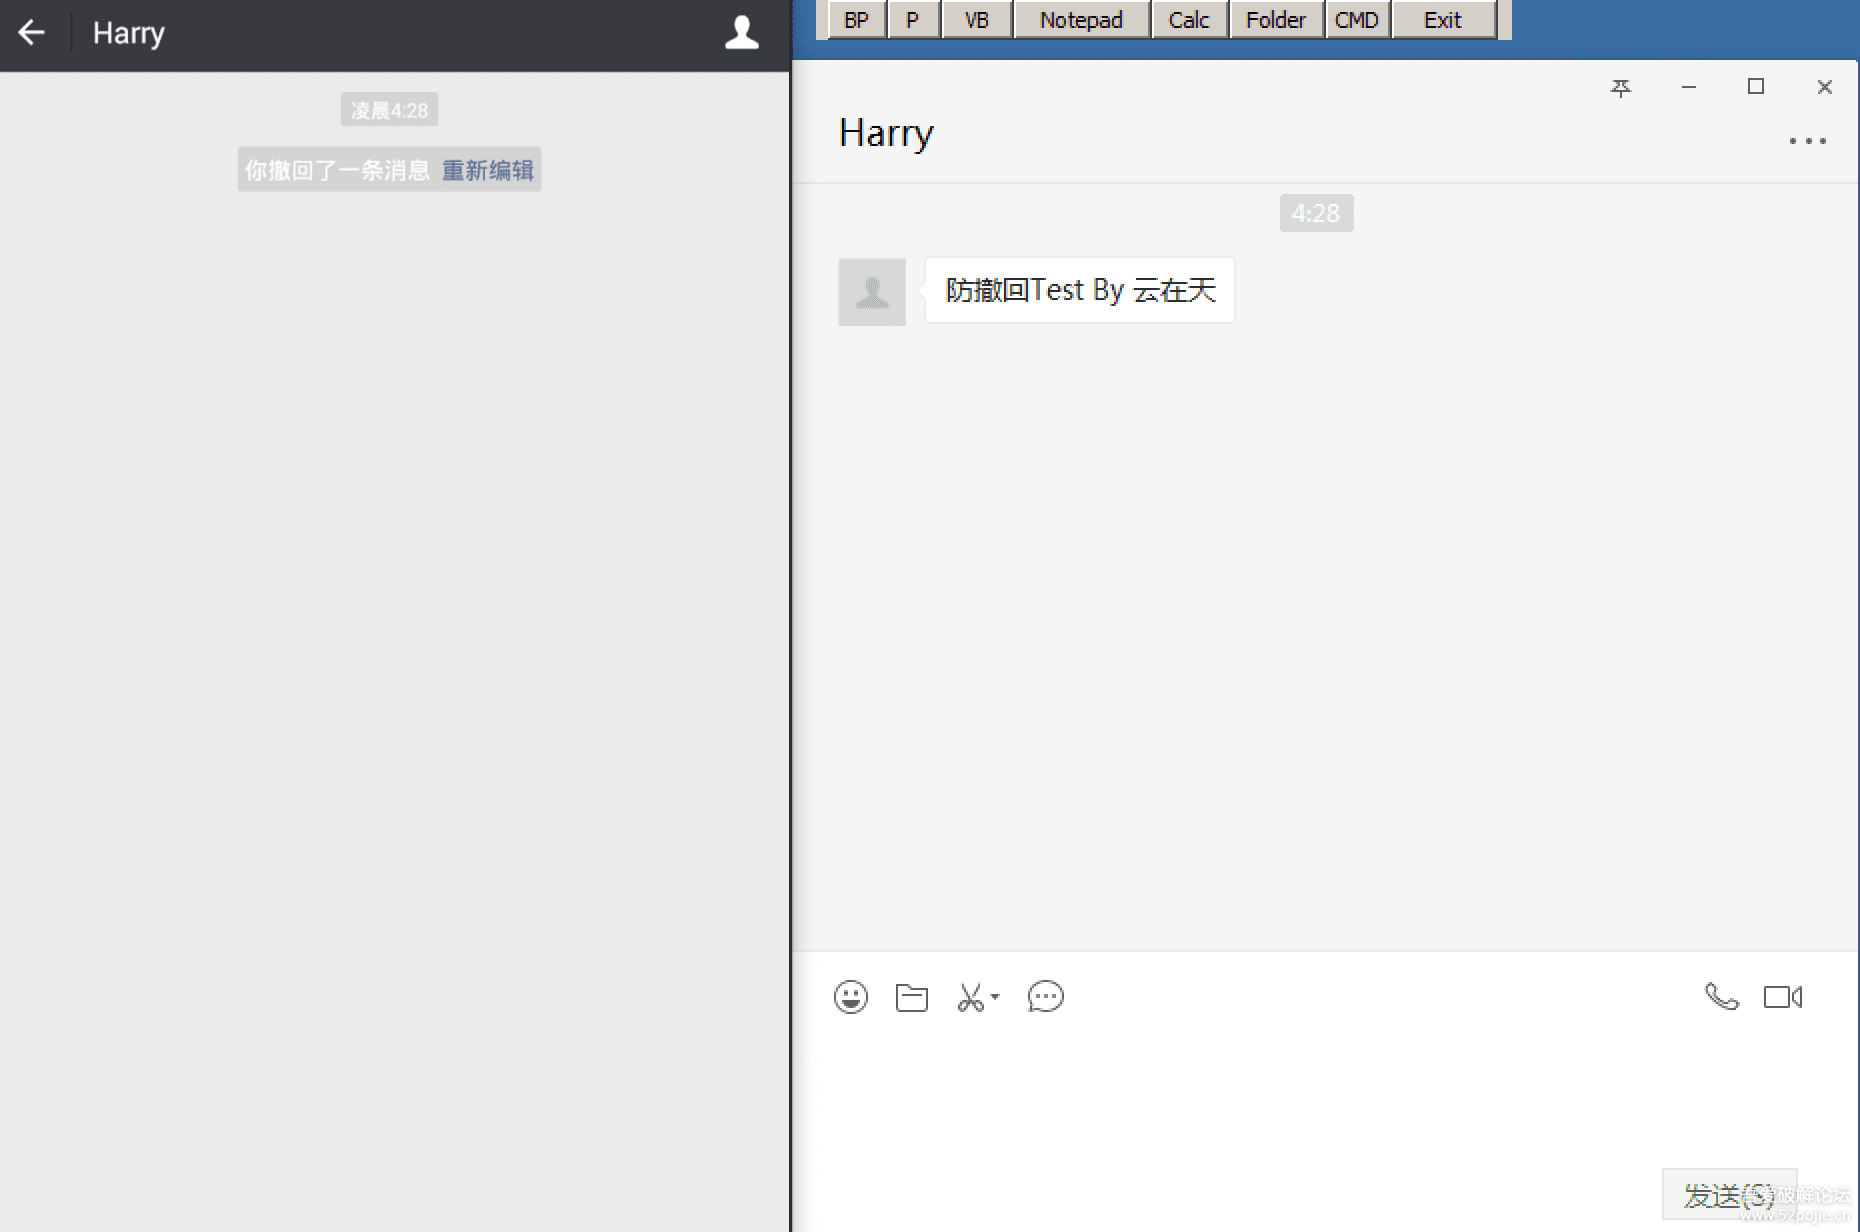 Harry
凌晨4:28
你撤回了一条消息 重新编辑
BP P VB Notepad Calc Folder CMD Exit
Harry
4:28
防撤回Test By 云在天
发送(S)
吾爱破解论坛
www.52pojie.cn